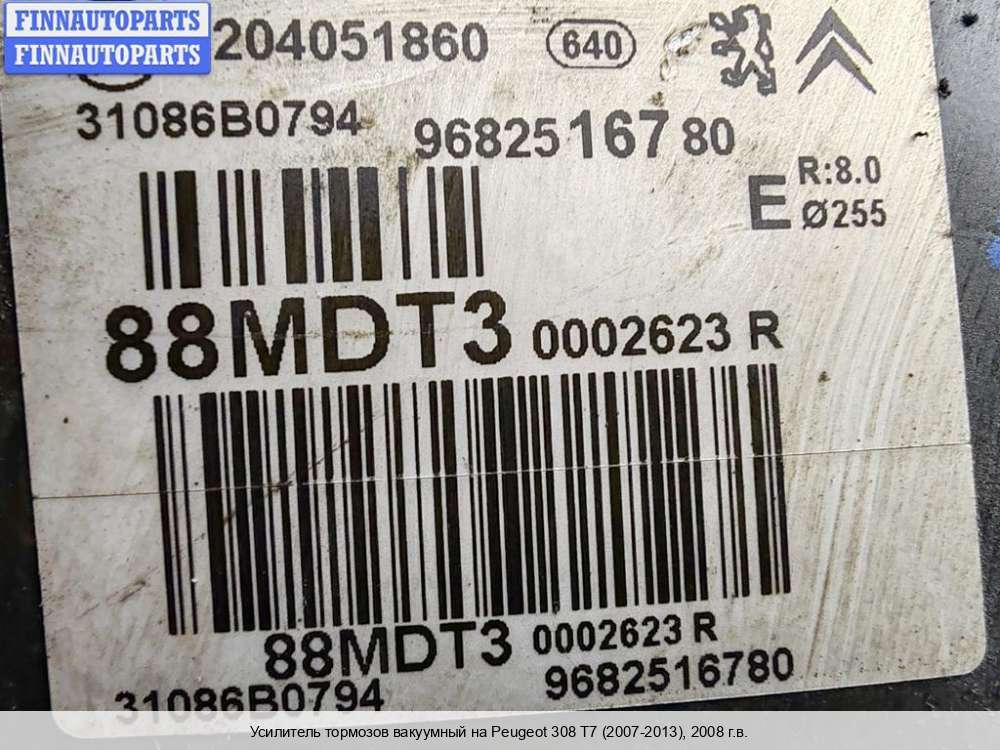 FINNAUTOPARTS
FINNAUTOPARTS
204051860 640
31086B0794 9682516780
E R:8.0
Ø255
88MDT3 0002623 R
88MDT3 0002623 R
31086B0794 9682516780
Усилитель тормозов вакуумный на Peugeot 308 T7 (2007-2013), 2008 г.в.